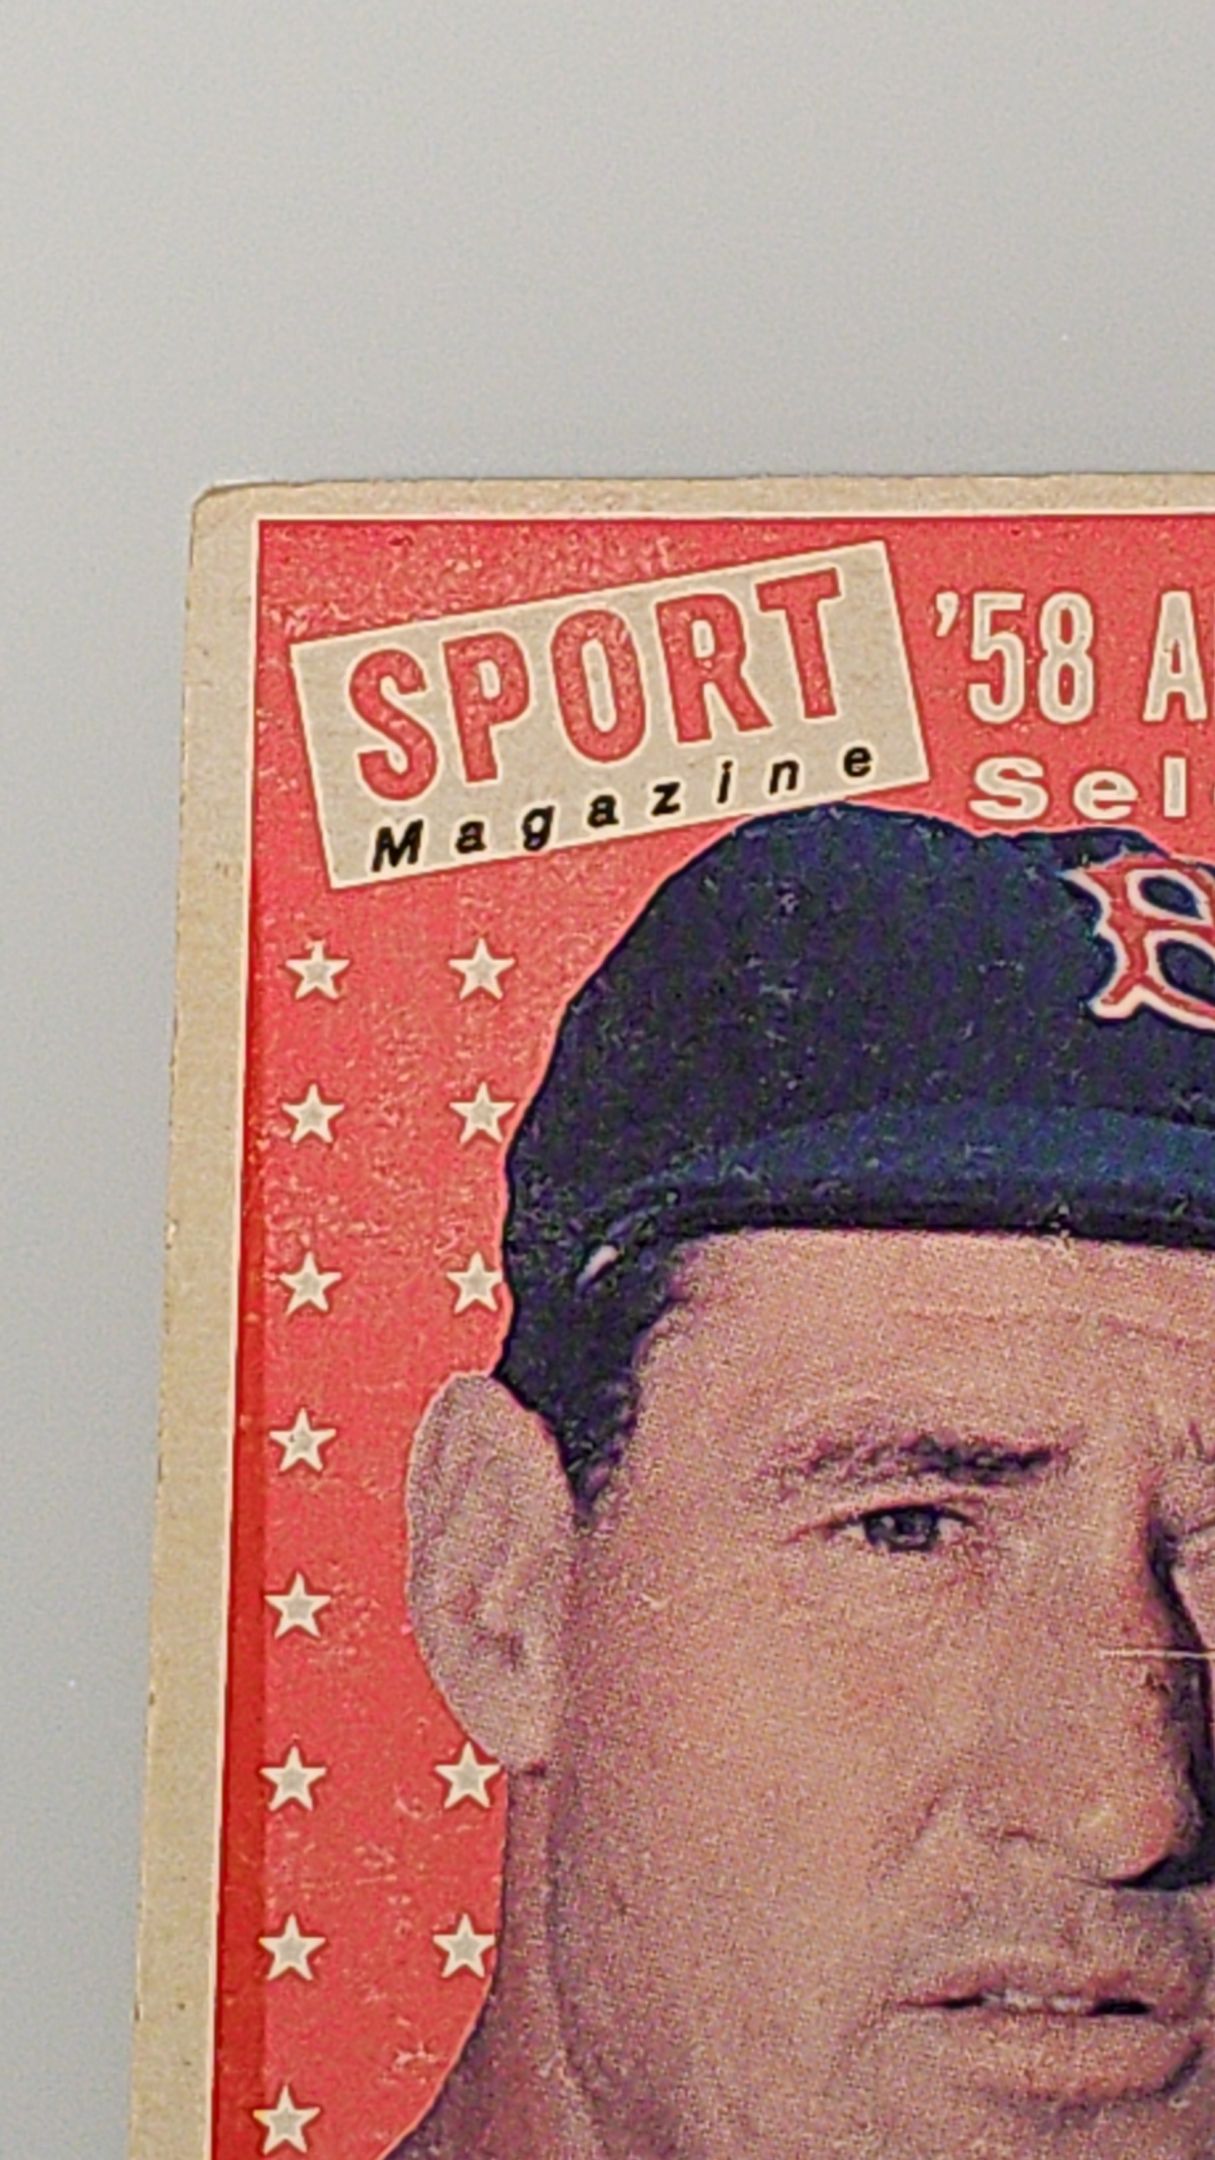 SPORT
Magazine
'58 A
Sel
B